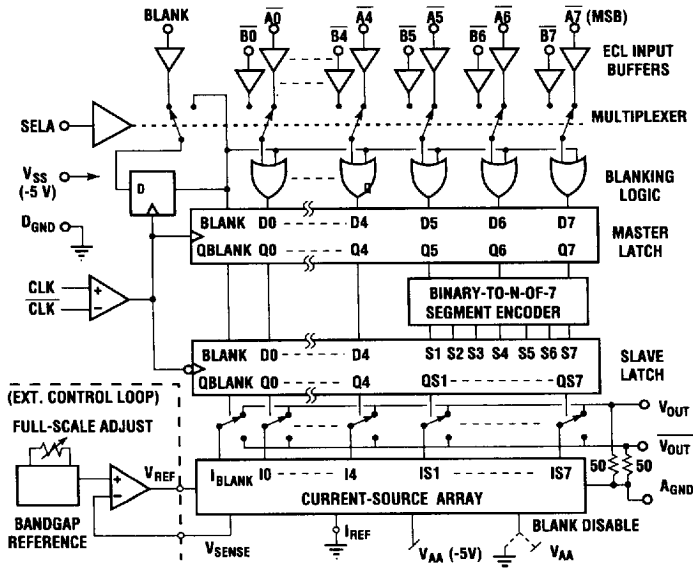 BLANK A0 A4 A5 A6 A7 (MSB)
B0 B4 B5 B6 B7
ECL INPUT
BUFFERS
SELA
MULTIPLEXER
VSS
(-5 V)
D
BLANKING
LOGIC
DGND
BLANK D0 D4 D5 D6 D7
QBLANK Q0 Q4 Q5 Q6 Q7
MASTER
LATCH
CLK
CLK
+
−
BINARY-TO-N-OF-7
SEGMENT ENCODER
BLANK D0 D4 S1 S2 S3 S4 S5 S6 S7
QBLANK Q0 Q4 QS1 QS7
SLAVE
LATCH
(EXT. CONTROL LOOP)
FULL-SCALE ADJUST
VOUT
VOUT
50 50
AGND
+
−
VREF
IBLANK I0 I4 IS1 IS7
CURRENT-SOURCE ARRAY
BANDGAP
REFERENCE
VSENSE
IREF
VAA (-5V)
BLANK DISABLE
VAA